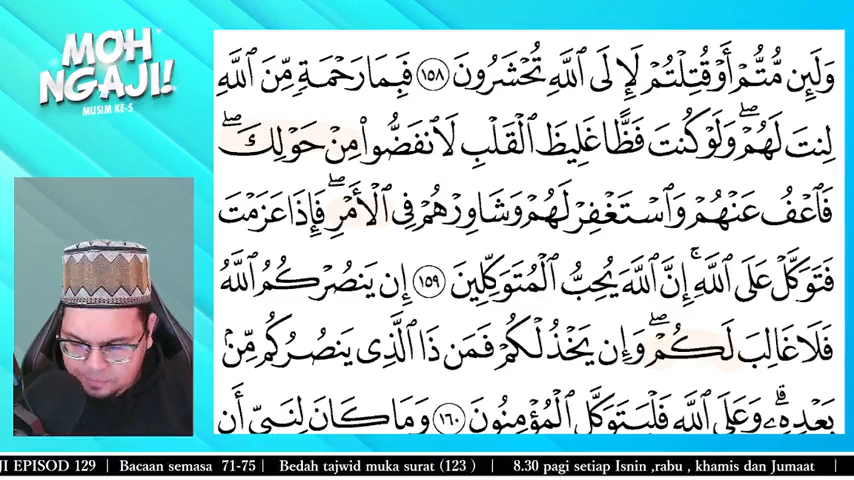 MOH
NGAJI!
MUSIM KE-5
وَلَئِن مُّتُّمْ أَوْ قُتِلْتُمْ لَإِلَى ٱللَّهِ تُحْشَرُونَ ١٥٨ فَبِمَا رَحْمَةٍ مِّنَ ٱللَّهِ
لِنتَ لَهُمْ ۖ وَلَوْ كُنتَ فَظًّا غَلِيظَ ٱلْقَلْبِ لَٱنفَضُّوا۟ مِنْ حَوْلِكَ ۖ
فَٱعْفُ عَنْهُمْ وَٱسْتَغْفِرْ لَهُمْ وَشَاوِرْهُمْ فِى ٱلْأَمْرِ ۖ فَإِذَا عَزَمْتَ
فَتَوَكَّلْ عَلَى ٱللَّهِ ۚ إِنَّ ٱللَّهَ يُحِبُّ ٱلْمُتَوَكِّلِينَ ١٥٩ إِن يَنصُرْكُمُ ٱللَّهُ
فَلَا غَالِبَ لَكُمْ ۖ وَإِن يَخْذُلْكُمْ فَمَن ذَا ٱلَّذِى يَنصُرُكُم مِّنۢ
بَعْدِهِۦ ۗ وَعَلَى ٱللَّهِ فَلْيَتَوَكَّلِ ٱلْمُؤْمِنُونَ ١٦٠ وَمَا كَانَ لِنَبِىٍّ أَن
JI EPISOD 129 | Bacaan semasa 71-75 | Bedah tajwid muka surat (123 ) | 8.30 pagi setiap Isnin ,rabu , khamis dan Jumaat |